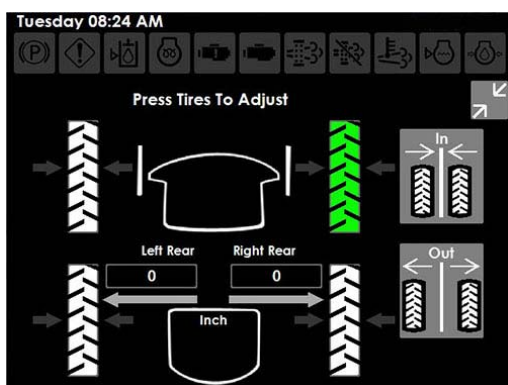 Tuesday 08:24 AM
Press Tires To Adjust
In
Left Rear Right Rear
0 0
Out
Inch